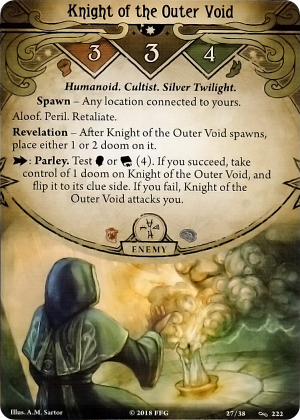 Knight of the Outer Void
3 3 4
Humanoid. Cultist. Silver Twilight.
Spawn – Any location connected to yours.
Aloof. Peril. Retaliate.
Revelation – After Knight of the Outer Void spawns,
place either 1 or 2 doom on it.
: Parley. Test or (4). If you succeed, take
control of 1 doom on Knight of the Outer Void, and
flip it to its clue side. If you fail, Knight of the
Outer Void attacks you.
ENEMY
Illus. A.M. Sartor © 2018 FFG 27/38 222